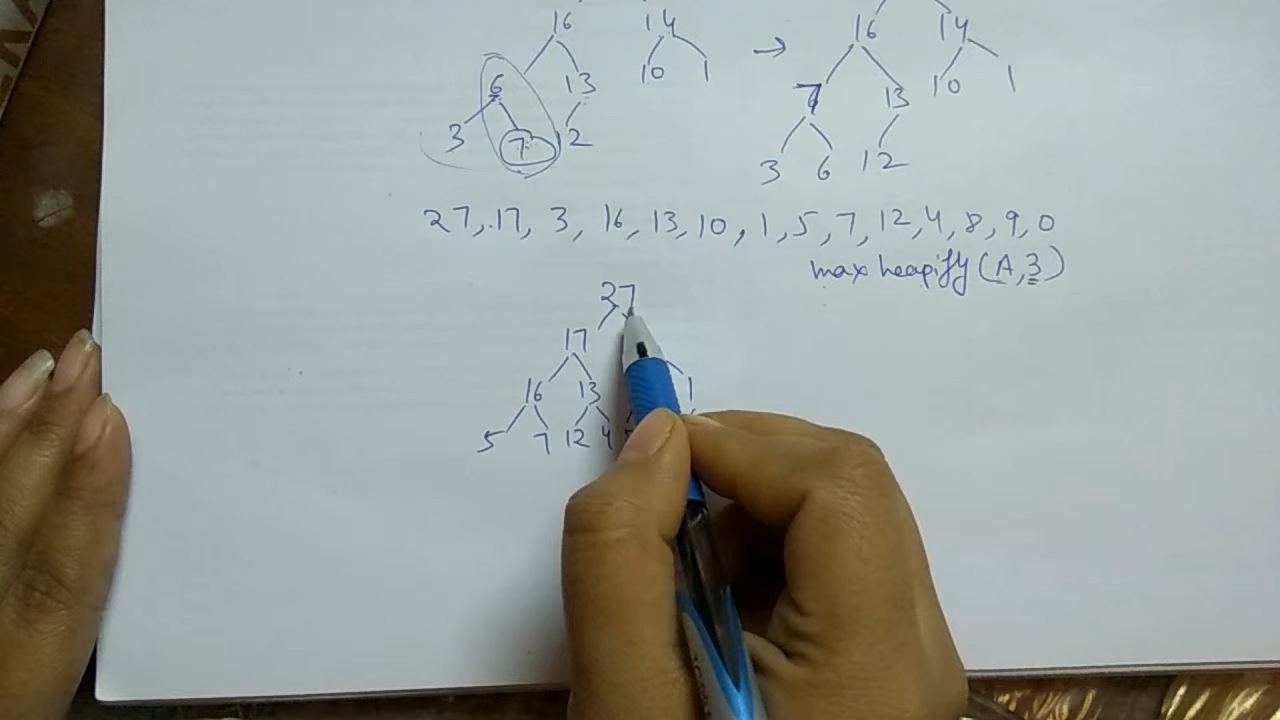 16 14 16 14
6 13 10 1 → 7 13 10 1
3 7 2 3 6 12
27, 17, 3, 16, 13, 10, 1, 5, 7, 12, 4, 8, 9, 0
max heapify (A, 3)
27
17
16 13 1
5 7 12 4